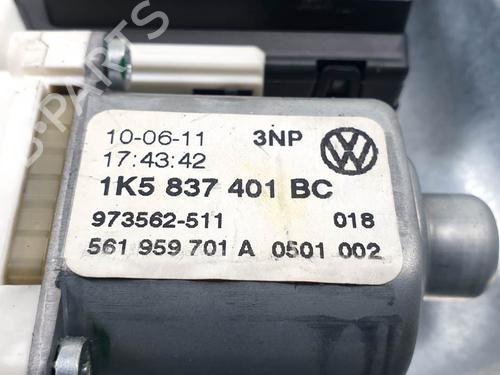 10-06-11 3NP
17:43:42
1K5 837 401 BC
973562-511 018
561 959 701 A 0501 002